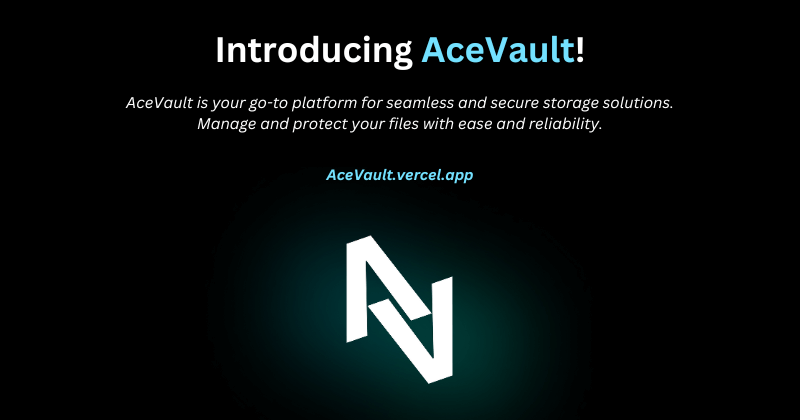 Introducing AceVault!
AceVault is your go-to platform for seamless and secure storage solutions.
Manage and protect your files with ease and reliability.
AceVault.vercel.app